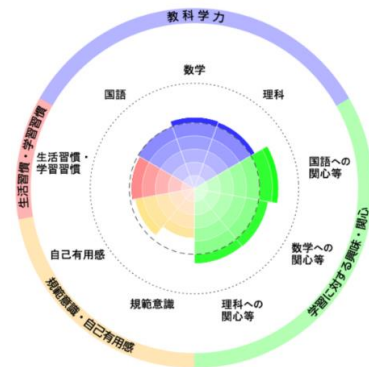 教科学力
数学
国語
理科
生活習慣・学習習慣
生活習慣・
学習習慣
国語への
関心等
自己有用感
数学への
関心等
規範意識
理科への
関心等
規範意識・自己有用感
学習に対する興味・関心